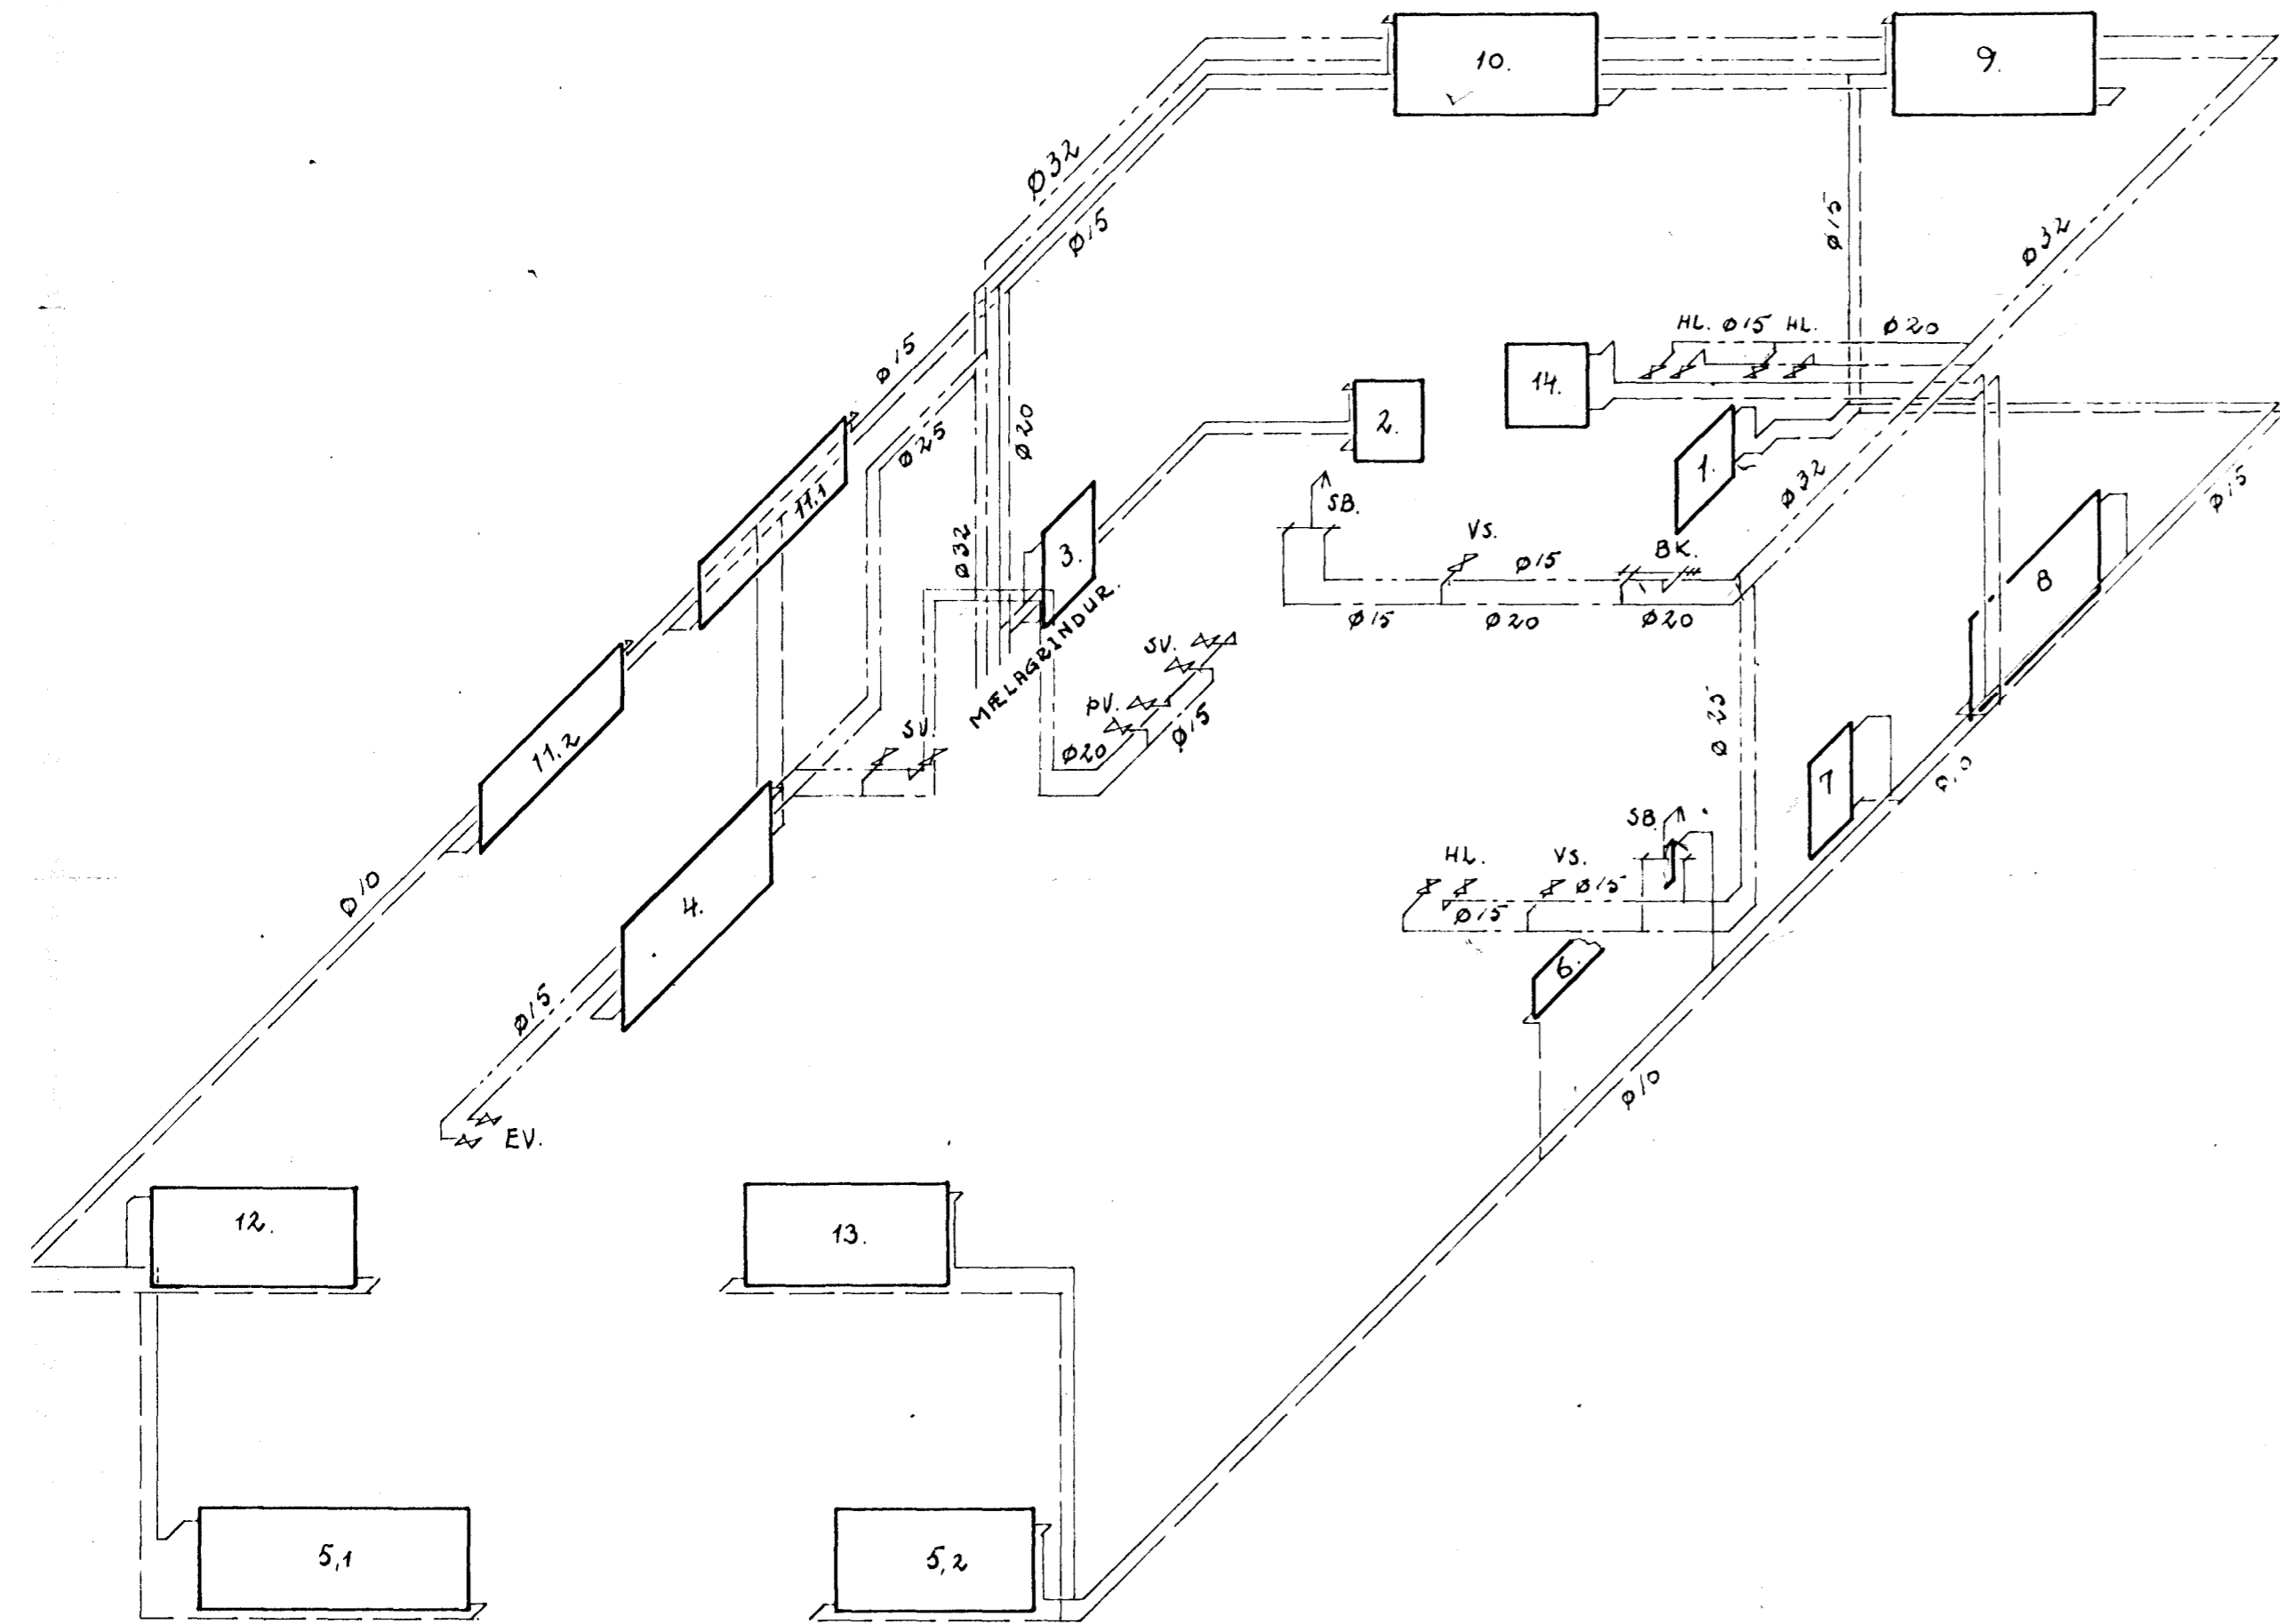 10.
9.
Ø32
Ø15
Ø15
Ø32
HL. Ø15 HL. Ø20
Ø15
14.
2.
Ø25
Ø20
1.
Ø32
Ø15
SB.
11.1
VS.
Ø15
BK.
Ø32
3.
8
Ø15
Ø20
Ø20
MÆLAGRINDUR.
SV.
11.2
PV.
Ø15
SV.
Ø20
Ø25
7
Ø10
SB
HL.
VS.
Ø15
Ø10
4.
Ø15
6.
Ø15
Ø10
EV.
12.
13.
5,1
5,2